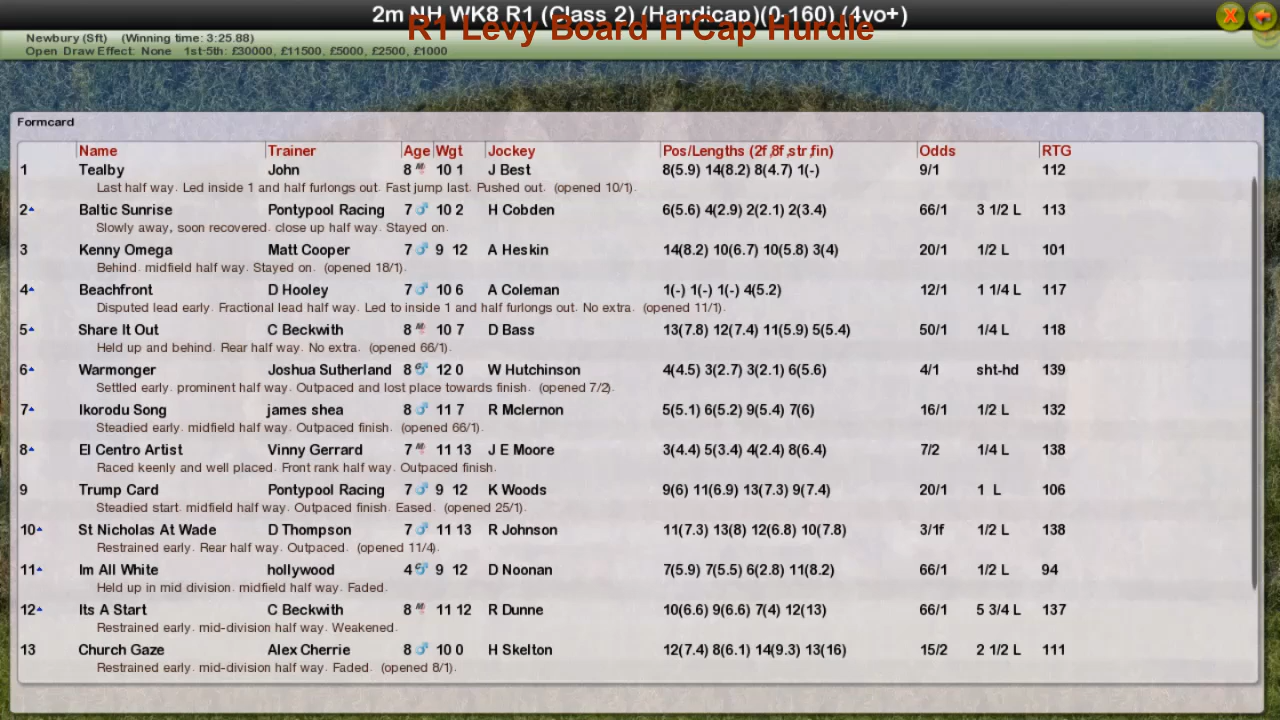 2m NH WK8 R1 (Class 2) (Handicap)(0-160) (4yo+)
R1 Levy Board H'Cap Hurdle
Newbury (Sft) (Winning time: 3:25.88)
Open Draw Effect: None 1st-5th: £30000, £11500, £5000, £2500, £1000
Formcard
Name Trainer Age Wgt Jockey Pos/Lengths (2f,8f,str,fin) Odds RTG
1 Tealby John 8 10 1 J Best 8(5.9) 14(8.2) 8(4.7) 1(-) 9/1 112
Last half way. Led inside 1 and half furlongs out. Fast jump last. Pushed out. (opened 10/1).
2 Baltic Sunrise Pontypool Racing 7 10 2 H Cobden 6(5.6) 4(2.9) 2(2.1) 2(3.4) 66/1 3 1/2 L 113
Slowly away, soon recovered. close up half way. Stayed on.
3 Kenny Omega Matt Cooper 7 9 12 A Heskin 14(8.2) 10(6.7) 10(5.8) 3(4) 20/1 1/2 L 101
Behind. midfield half way. Stayed on. (opened 18/1).
4 Beachfront D Hooley 7 10 6 A Coleman 1(-) 1(-) 1(-) 4(5.2) 12/1 1 1/4 L 117
Disputed lead early. Fractional lead half way. Led to inside 1 and half furlongs out. No extra. (opened 11/1).
5 Share It Out C Beckwith 8 10 7 D Bass 13(7.8) 12(7.4) 11(5.9) 5(5.4) 50/1 1/4 L 118
Held up and behind. Rear half way. No extra. (opened 66/1).
6 Warmonger Joshua Sutherland 8 12 0 W Hutchinson 4(4.5) 3(2.7) 3(2.1) 6(5.6) 4/1 sht-hd 139
Settled early. prominent half way. Outpaced and lost place towards finish. (opened 7/2).
7 Ikorodu Song james shea 8 11 7 R Mclernon 5(5.1) 6(5.2) 9(5.4) 7(6) 16/1 1/2 L 132
Steadied early. midfield half way. Outpaced finish. (opened 66/1).
8 El Centro Artist Vinny Gerrard 7 11 13 J E Moore 3(4.4) 5(3.4) 4(2.4) 8(6.4) 7/2 1/4 L 138
Raced keenly and well placed. Front rank half way. Outpaced finish.
9 Trump Card Pontypool Racing 7 9 12 K Woods 9(6) 11(6.9) 13(7.3) 9(7.4) 20/1 1 L 106
Steadied start. midfield half way. Outpaced finish. Eased. (opened 25/1).
10 St Nicholas At Wade D Thompson 7 11 13 R Johnson 11(7.3) 13(8) 12(6.8) 10(7.8) 3/1f 1/2 L 138
Restrained early. Rear half way. Outpaced. (opened 11/4).
11 Im All White hollywood 4 9 12 D Noonan 7(5.9) 7(5.5) 6(2.8) 11(8.2) 66/1 1/2 L 94
Held up in mid division. midfield half way. Faded.
12 Its A Start C Beckwith 8 11 12 R Dunne 10(6.6) 9(6.6) 7(4) 12(13) 66/1 5 3/4 L 137
Restrained early. mid-division half way. Weakened.
13 Church Gaze Alex Cherrie 8 10 0 H Skelton 12(7.4) 8(6.1) 14(9.3) 13(16) 15/2 2 1/2 L 111
Restrained early. mid-division half way. Faded. (opened 8/1).